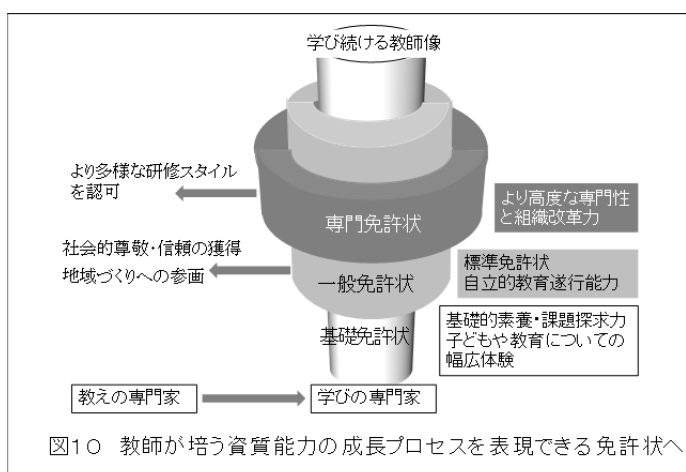 学び続ける教師像
より多様な研修スタイル
を認可
専門免許状
より高度な専門性
と組織改革力
社会的尊敬・信頼の獲得
地域づくりへの参画
一般免許状
標準免許状
自立的教育遂行能力
基礎免許状
基礎的素養・課題探求力
子どもや教育についての
幅広体験
教えの専門家
学びの専門家
図10 教師が培う資質能力の成長プロセスを表現できる免許状へ